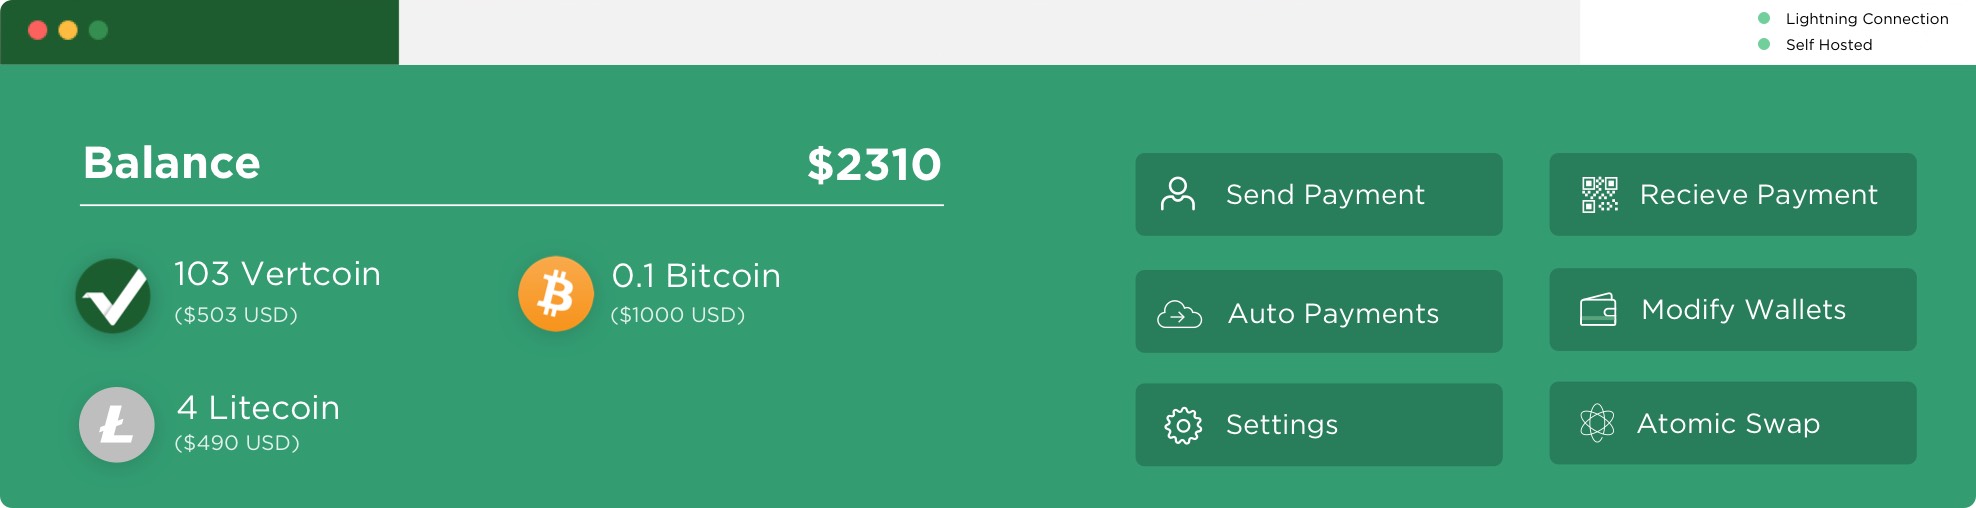 Lightning Connection
Self Hosted
Balance
$2310
103 Vertcoin
($503 USD)
0.1 Bitcoin
($1000 USD)
4 Litecoin
($490 USD)
Send Payment
Recieve Payment
Auto Payments
Modify Wallets
Settings
Atomic Swap